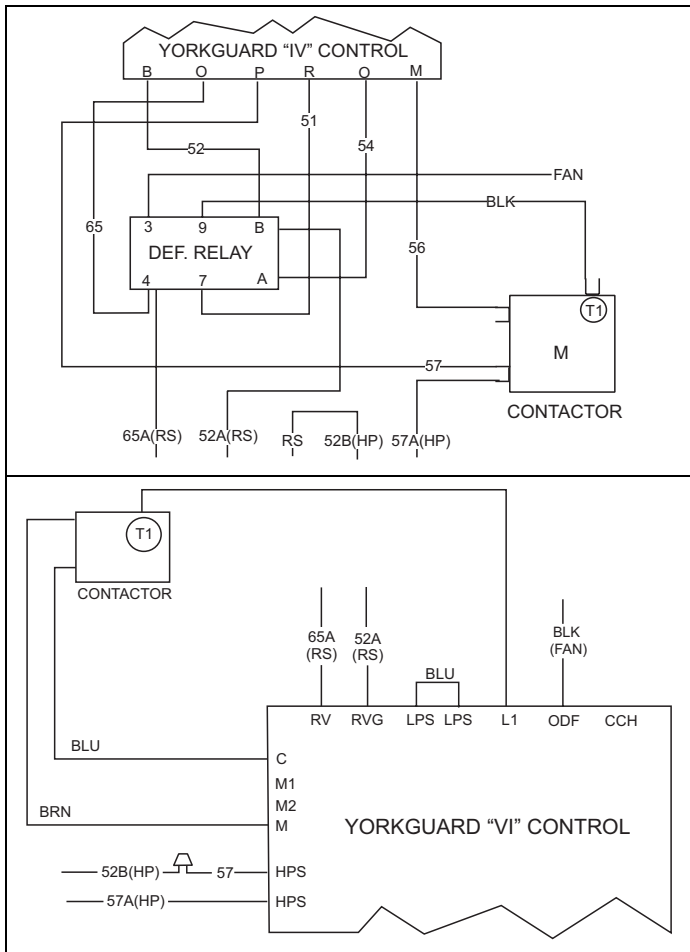 YORKGUARD “IV” CONTROL
B O P R O M
51
52
54
FAN
BLK
65
3 9 B
56
DEF. RELAY
4 7 A
T1
M
57
CONTACTOR
65A(RS) 52A(RS) RS 52B(HP) 57A(HP)
T1
CONTACTOR
65A
(RS)
52A
(RS)
BLU
BLK
(FAN)
RV RVG LPS LPS L1 ODF CCH
BLU
C
M1
M2
BRN
M
YORKGUARD “VI” CONTROL
52B(HP) 57 HPS
57A(HP) HPS